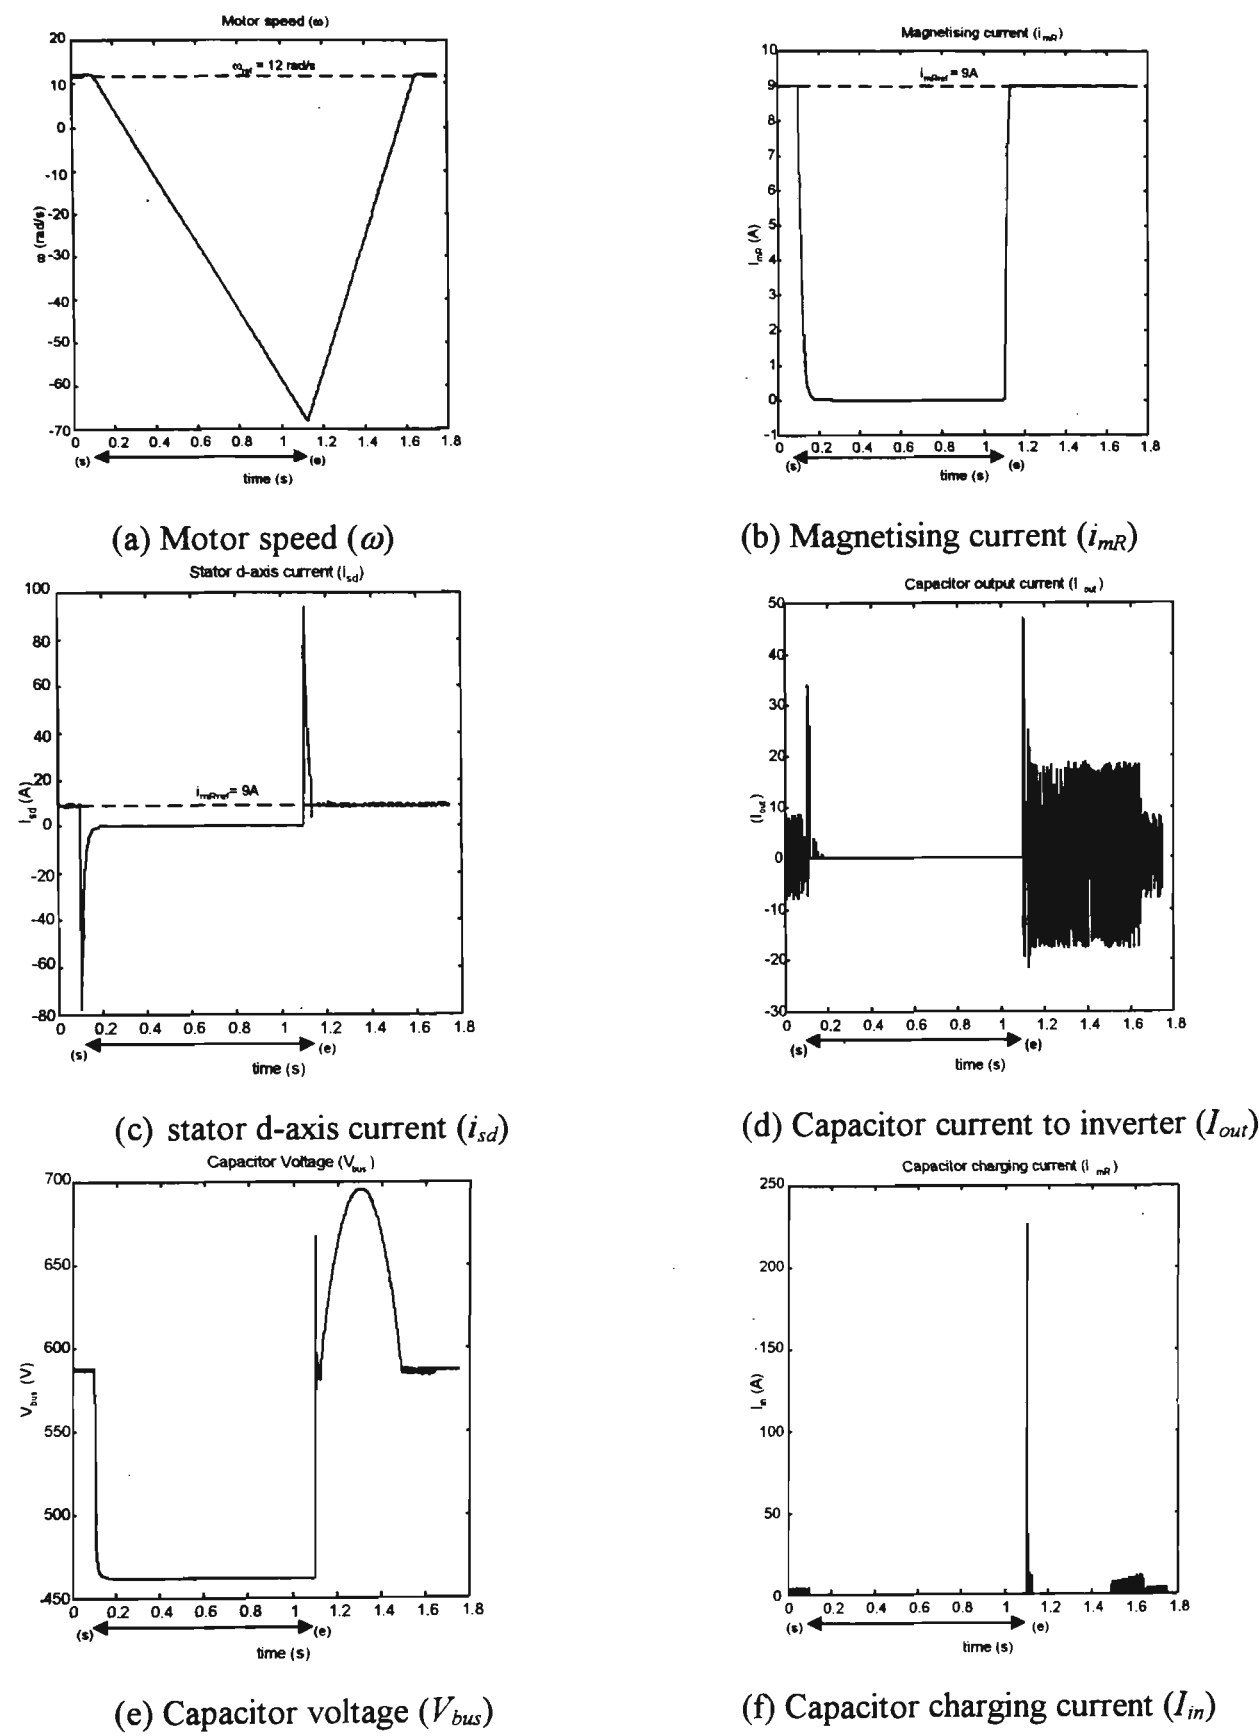 Motor speed (ω)
20
10
0
-10
-20
-30
-40
-50
-60
-70
ω (rad/s)
ω_ref = 12 rad/s
0 0.2 0.4 0.6 0.8 1 1.2 1.4 1.6 1.8
(s) (e)
time (s)
(a) Motor speed (ω)
Magnetising current (i_mR)
10
9
8
7
6
5
4
3
2
1
0
-1
I_mR (A)
i_mRref = 9A
0 0.2 0.4 0.6 0.8 1 1.2 1.4 1.6 1.8
(s) (e)
time (s)
(b) Magnetising current (i_mR)
Stator d-axis current (I_sd)
100
80
60
40
20
0
-20
-40
-60
-80
I_sd (A)
i_mRref = 9A
0 0.2 0.4 0.6 0.8 1 1.2 1.4 1.6 1.8
(s) (e)
time (s)
(c) stator d-axis current (i_sd)
Capacitor output current (I_out)
50
40
30
20
10
0
-10
-20
-30
(I_out)
0 0.2 0.4 0.6 0.8 1 1.2 1.4 1.6 1.8
(s) (e)
time (s)
(d) Capacitor current to inverter (I_out)
Capacitor Voltage (V_bus)
700
650
600
550
500
450
V_bus (V)
0 0.2 0.4 0.6 0.8 1 1.2 1.4 1.6 1.8
(s) (e)
time (s)
(e) Capacitor voltage (V_bus)
Capacitor charging current (I_mR)
250
200
150
100
50
0
I_in (A)
0 0.2 0.4 0.6 0.8 1 1.2 1.4 1.6 1.8
(s) (e)
time (s)
(f) Capacitor charging current (I_in)